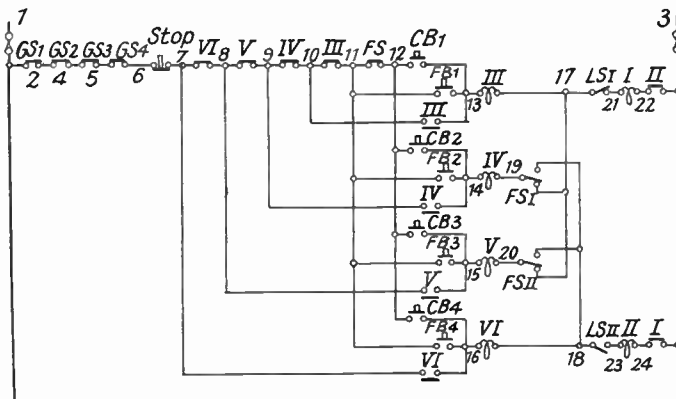 1 3
Stop CB1
GS1 GS2 GS3 GS4 7 VI 8 V 9 IV 10 III 11 FS 12
2 4 5 6
FB1 13 III 17 LSI I II
21 22
III
CB2
FB2 14 IV 19
FSI
IV
CB3
FB3 15 V 20
FSII
V
CB4
FB4 16 VI 18 LSII II I
23 24
VI